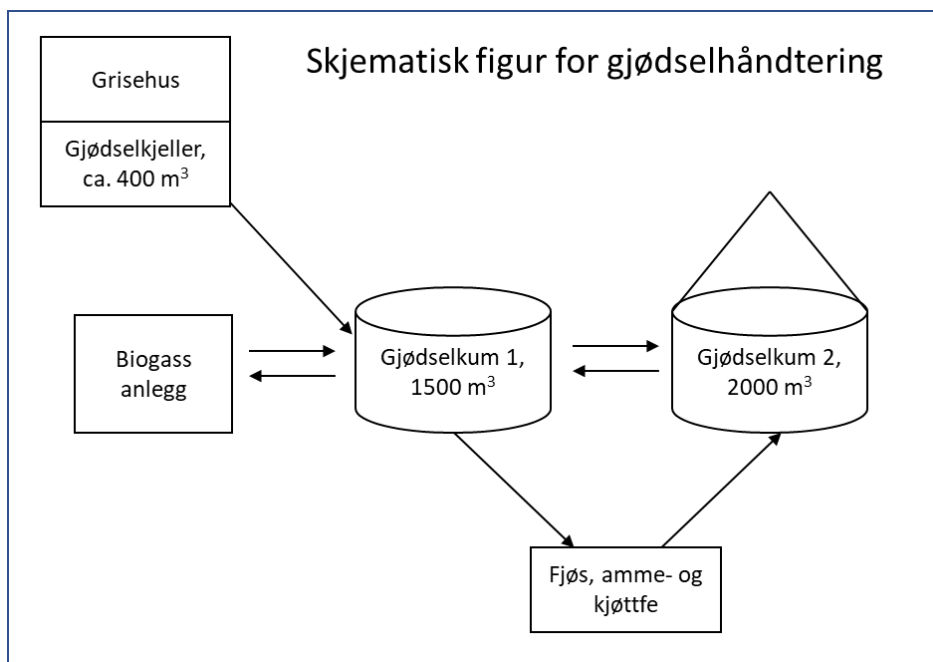 Skjematisk figur for gjødselhåndtering
Grisehus
Gjødselkjeller,
ca. 400 m³
Biogass
anlegg
Gjødselkum 1,
1500 m³
Gjødselkum 2,
2000 m³
Fjøs, amme- og
kjøttfe